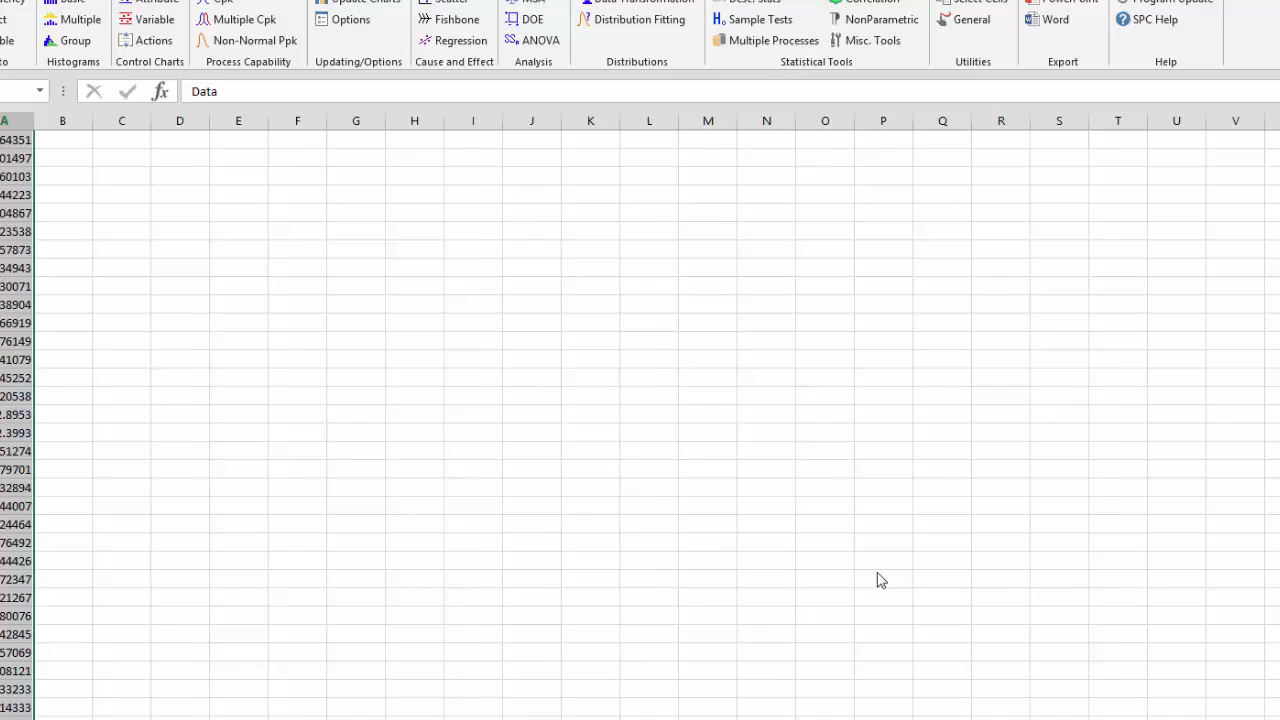 Scatter
Multiple
Variable
Multiple Cpk
Options
Fishbone
DOE
Distribution Fitting
Sample Tests
NonParametric
General
Word
SPC Help
Group
Actions
Non-Normal Ppk
Regression
ANOVA
Multiple Processes
Misc. Tools
Histograms
Control Charts
Process Capability
Updating/Options
Cause and Effect
Analysis
Distributions
Statistical Tools
Utilities
Export
Help
fx
Data
A B C D E F G H I J K L M N O P Q R S T U V
64351
01497
60103
44223
04867
23538
57873
34943
30071
38904
66919
76149
41079
45252
20538
2.8953
2.3993
51274
79701
32894
44007
24464
76492
44426
72347
21267
80076
42845
57069
08121
33233
14333